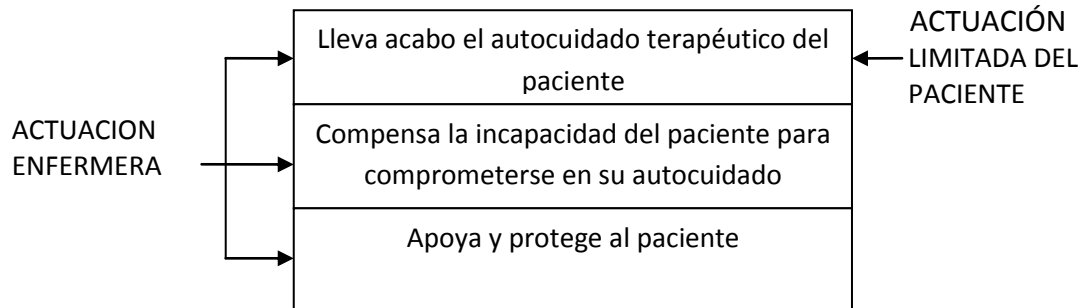 Lleva acabo el autocuidado terapéutico del
paciente
ACTUACIÓN
LIMITADA DEL
PACIENTE
ACTUACION
ENFERMERA
Compensa la incapacidad del paciente para
comprometerse en su autocuidado
Apoya y protege al paciente